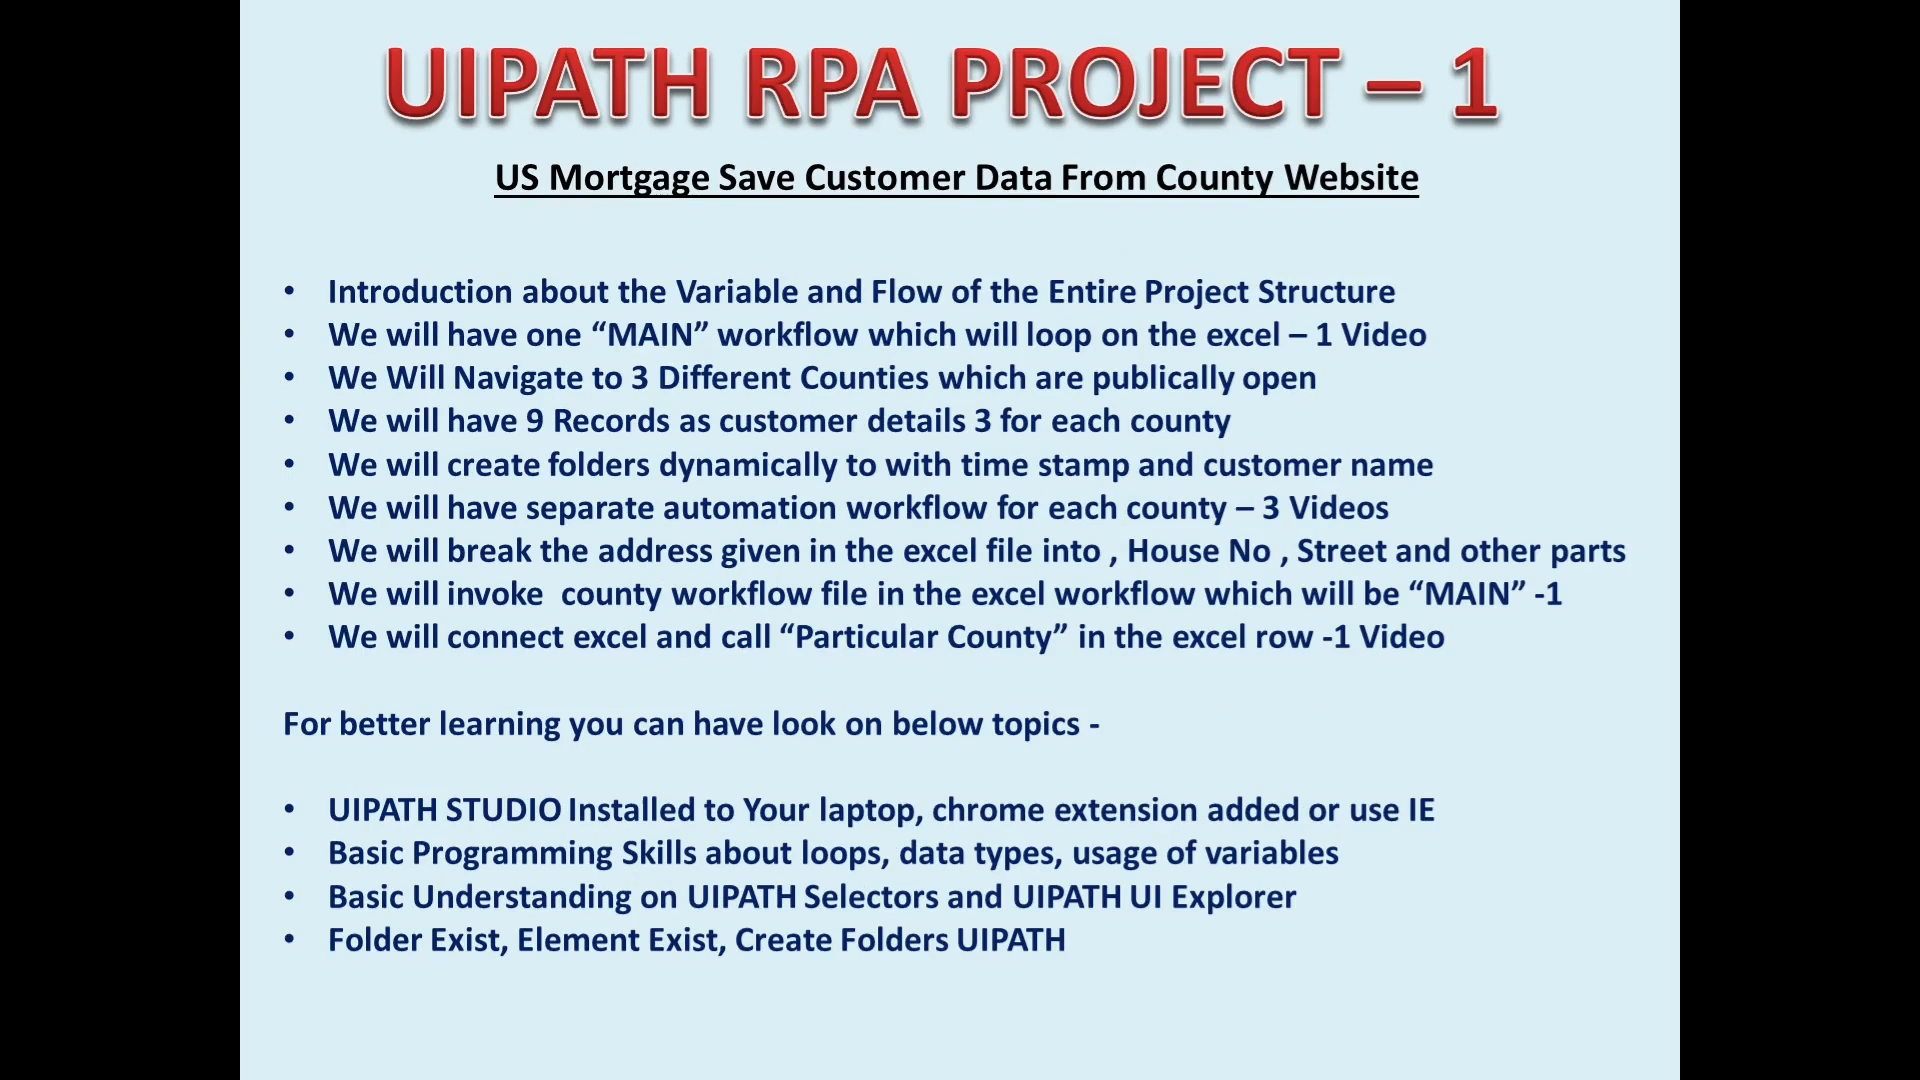 UIPATH RPA PROJECT – 1
US Mortgage Save Customer Data From County Website
• Introduction about the Variable and Flow of the Entire Project Structure
• We will have one “MAIN” workflow which will loop on the excel – 1 Video
• We Will Navigate to 3 Different Counties which are publically open
• We will have 9 Records as customer details 3 for each county
• We will create folders dynamically to with time stamp and customer name
• We will have separate automation workflow for each county – 3 Videos
• We will break the address given in the excel file into , House No , Street and other parts
• We will invoke  county workflow file in the excel workflow which will be “MAIN” -1
• We will connect excel and call “Particular County” in the excel row -1 Video
For better learning you can have look on below topics -
• UIPATH STUDIO Installed to Your laptop, chrome extension added or use IE
• Basic Programming Skills about loops, data types, usage of variables
• Basic Understanding on UIPATH Selectors and UIPATH UI Explorer
• Folder Exist, Element Exist, Create Folders UIPATH